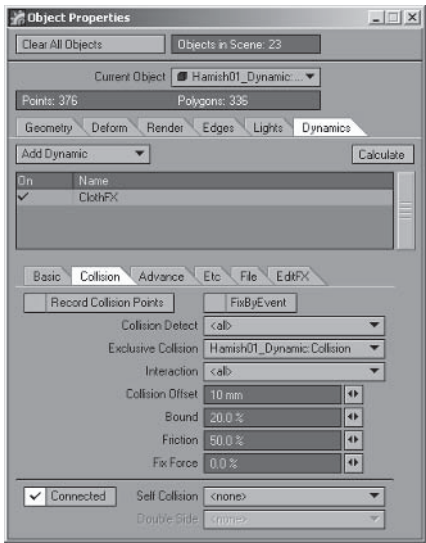 Object Properties
Clear All Objects Objects in Scene: 23
Current Object Hamish01_Dynamic:...
Points: 376 Polygons: 336
Geometry Deform Render Edges Lights Dynamics
Add Dynamic Calculate
On Name
ClothFX
Basic Collision Advance Etc File EditFX
Record Collision Points FixByEvent
Collision Detect <all>
Exclusive Collision Hamish01_Dynamic:Collision
Interaction <all>
Collision Offset 10 mm
Bound 20.0 %
Friction 50.0 %
Fix Force 0.0 %
Connected Self Collision <none>
Double Side <none>